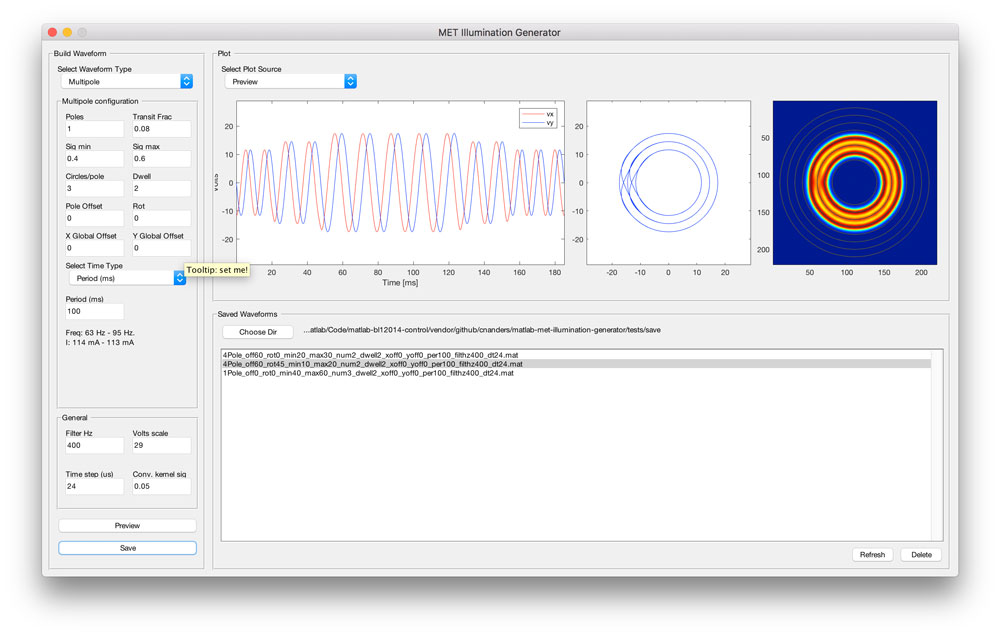 MET Illumination Generator
Build Waveform
Select Waveform Type
Multipole
Multipole configuration
Poles Transit Frac
1 0.08
Sig min Sig max
0.4 0.6
Circles/pole Dwell
3 2
Pole Offset Rot
0 0
X Global Offset Y Global Offset
0 0
Select Time Type
Period (ms)
Tooltip: set me!
Period (ms)
100
Freq: 63 Hz - 95 Hz.
I: 114 mA - 113 mA
General
Filter Hz Volts scale
400 29
Time step (us) Conv. kernel sig
24 0.05
Preview
Save
Plot
Select Plot Source
Preview
vx
vy
20
10
0
-10
-20
Volts
20 40 60 80 100 120 140 160 180
Time [ms]
20
10
0
-10
-20
-20 -10 0 10 20
50
100
150
200
50 100 150 200
Saved Waveforms
Choose Dir ...atlab/Code/matlab-bl12014-control/vendor/github/cnanders/matlab-met-illumination-generator/tests/save
4Pole_off60_rot0_min20_max30_num2_dwell2_xoff0_yoff0_per100_filthz400_dt24.mat
4Pole_off60_rot45_min10_max20_num2_dwell2_xoff0_yoff0_per100_filthz400_dt24.mat
1Pole_off0_rot0_min40_max60_num3_dwell2_xoff0_yoff0_per100_filthz400_dt24.mat
Refresh Delete